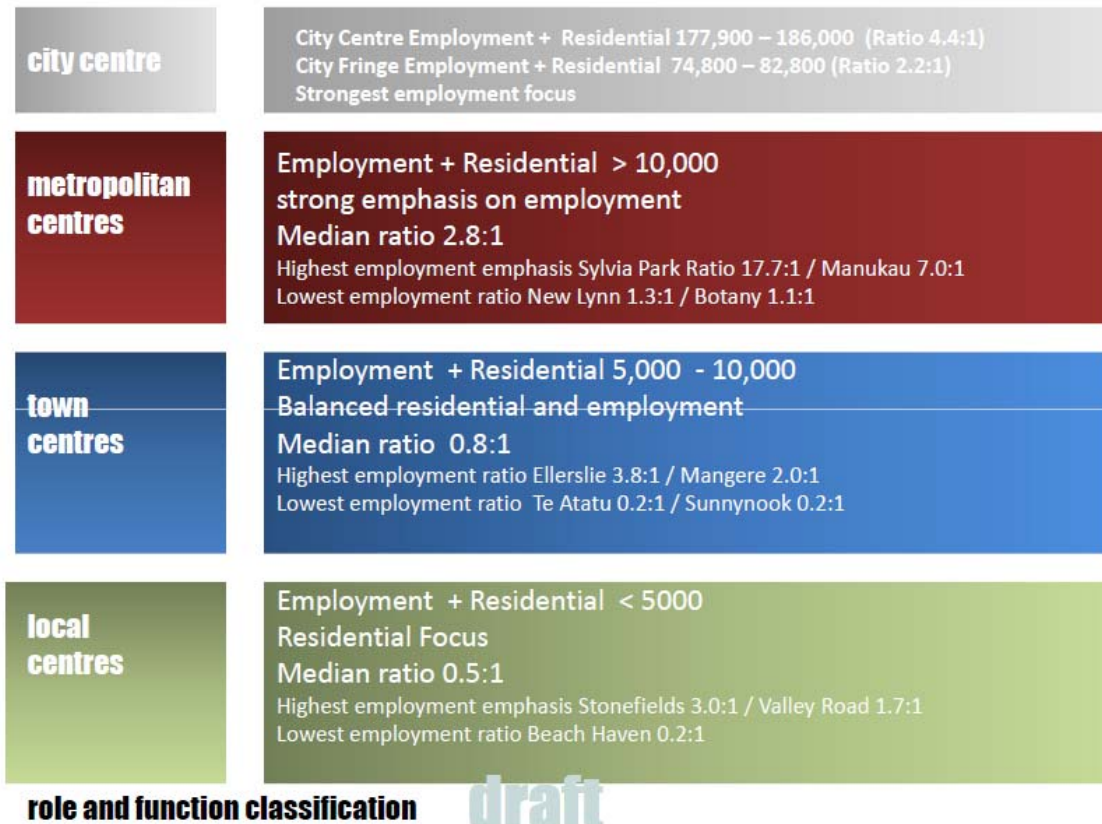 city centre
City Centre Employment + Residential 177,900 – 186,000 (Ratio 4.4:1)
City Fringe Employment + Residential 74,800 – 82,800 (Ratio 2.2:1)
Strongest employment focus
metropolitan
centres
Employment + Residential > 10,000
strong emphasis on employment
Median ratio 2.8:1
Highest employment emphasis Sylvia Park Ratio 17.7:1 / Manukau 7.0:1
Lowest employment ratio New Lynn 1.3:1 / Botany 1.1:1
town
centres
Employment + Residential 5,000 - 10,000
Balanced residential and employment
Median ratio 0.8:1
Highest employment ratio Ellerslie 3.8:1 / Mangere 2.0:1
Lowest employment ratio Te Atatu 0.2:1 / Sunnynook 0.2:1
local
centres
Employment + Residential < 5000
Residential Focus
Median ratio 0.5:1
Highest employment emphasis Stonefields 3.0:1 / Valley Road 1.7:1
Lowest employment ratio Beach Haven 0.2:1
role and function classification
draft